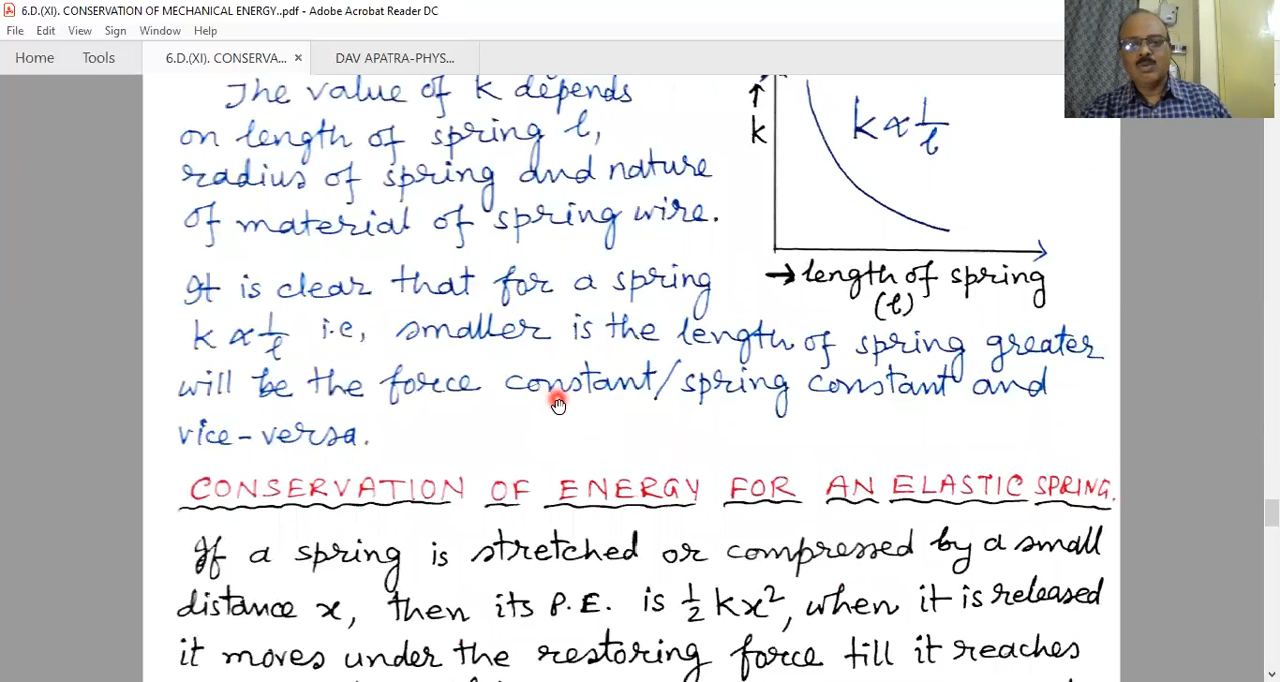 6.D.(XI). CONSERVATION OF MECHANICAL ENERGY..pdf - Adobe Acrobat Reader DC
File Edit View Sign Window Help
Home Tools 6.D.(XI). CONSERVA... × DAV APATRA-PHYS...
The value of k depends
on length of spring l,
radius of spring and nature
of material of spring wire.
k
k ∝ 1/l
→ length of spring
(l)
It is clear that for a spring
k ∝ 1/l i.e, smaller is the length of spring greater
will be the force constant/spring constant and
vice-versa.
CONSERVATION OF ENERGY FOR AN ELASTIC SPRING.
If a spring is stretched or compressed by a small
distance x, then its P.E. is 1/2 kx², when it is released
it moves under the restoring force till it reaches